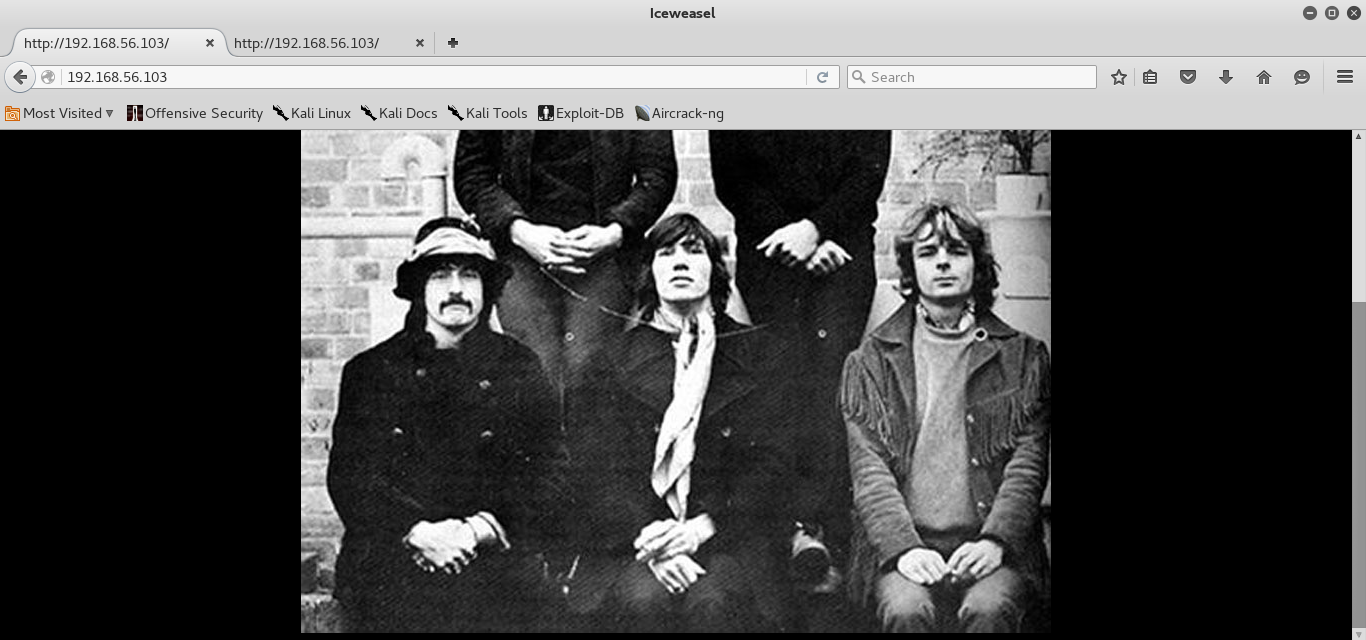 Iceweasel
http://192.168.56.103/ http://192.168.56.103/
192.168.56.103 Search
Most Visited Offensive Security Kali Linux Kali Docs Kali Tools Exploit-DB Aircrack-ng